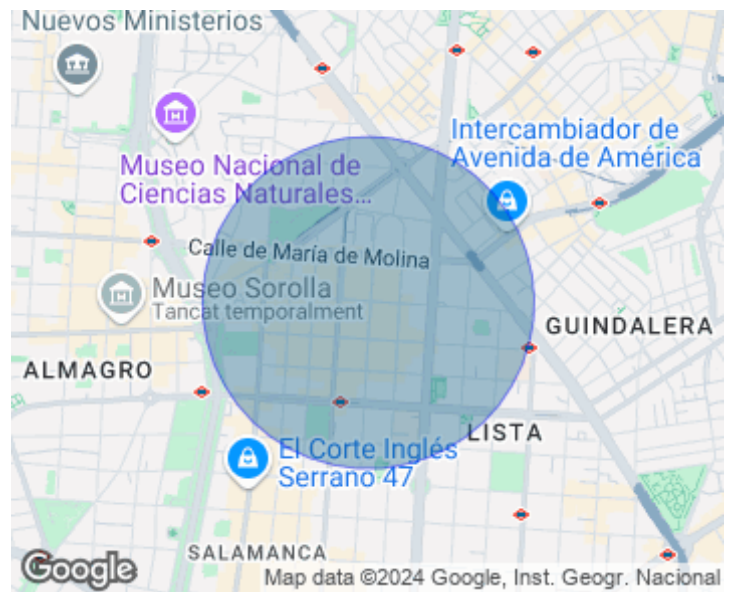 Nuevos Ministerios
Intercambiador de
Avenida de América
Museo Nacional de
Ciencias Naturales...
Calle de María de Molina
Museo Sorolla
Tancat temporalment
GUINDALERA
ALMAGRO
LISTA
El Corte Inglés
Serrano 47
SALAMANCA
Google
Map data ©2024 Google, Inst. Geogr. Nacional